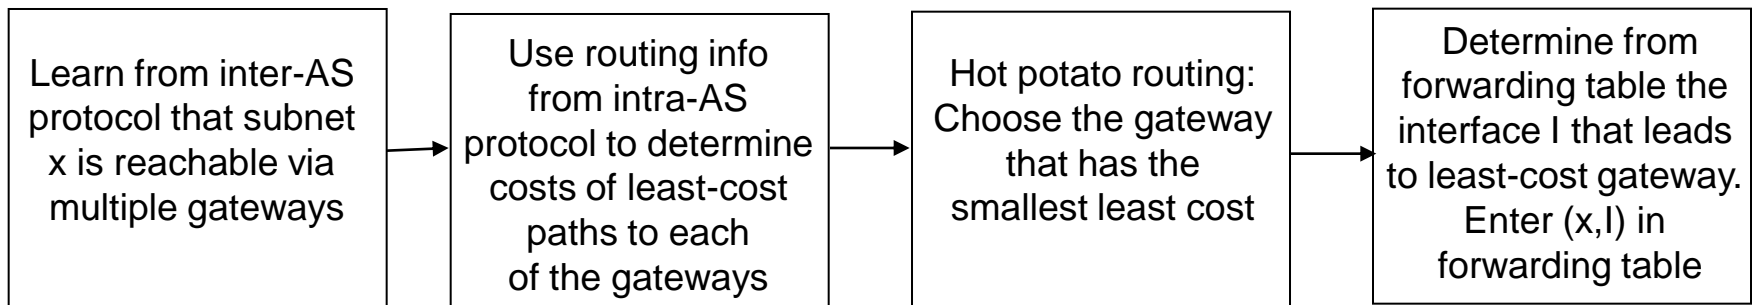 Learn from inter-AS
protocol that subnet
x is reachable via
multiple gateways
Use routing info
from intra-AS
protocol to determine
costs of least-cost
paths to each
of the gateways
Hot potato routing:
Choose the gateway
that has the
smallest least cost
Determine from
forwarding table the
interface I that leads
to least-cost gateway.
Enter (x,I) in
forwarding table